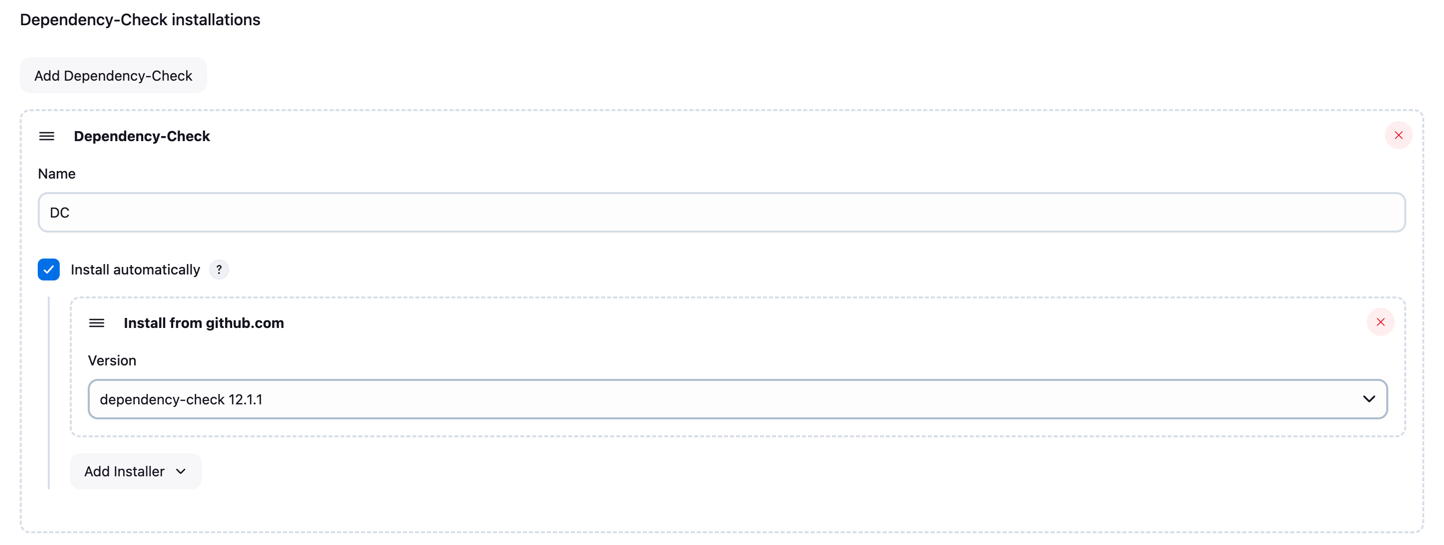 Dependency-Check installations
Add Dependency-Check
Dependency-Check
Name
DC
Install automatically ?
Install from github.com
Version
dependency-check 12.1.1
Add Installer